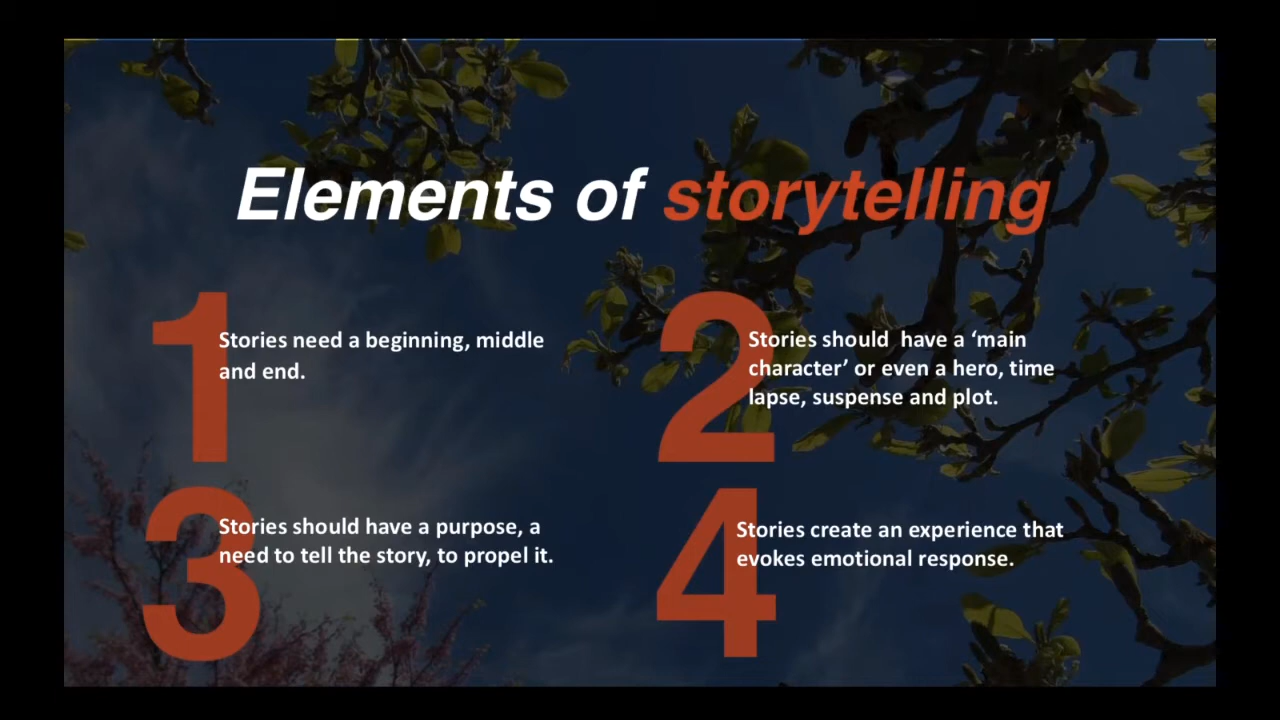 Elements of storytelling
1
Stories need a beginning, middle
and end.
2
Stories should  have a ‘main
character’ or even a hero, time
lapse, suspense and plot.
3
Stories should have a purpose, a
need to tell the story, to propel it.
4
Stories create an experience that
evokes emotional response.